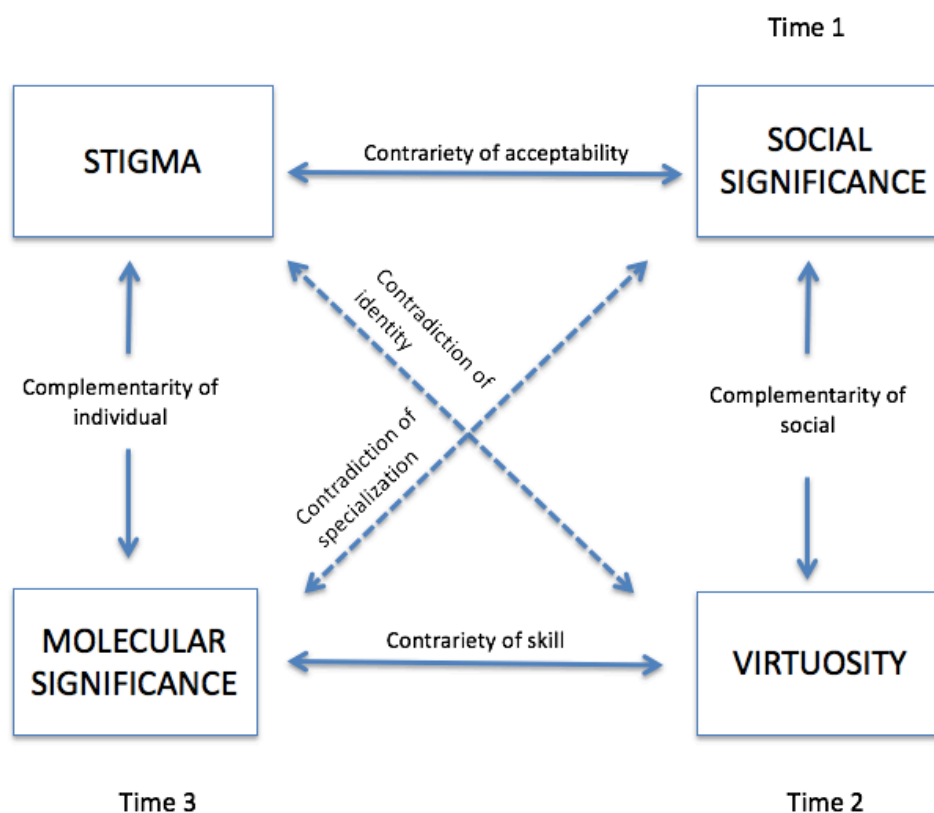 Time 1
STIGMA
Contrariety of acceptability
SOCIAL
SIGNIFICANCE
Contradiction of
identity
Complementarity of
individual
Complementarity of
social
Contradiction of
specialization
MOLECULAR
SIGNIFICANCE
Contrariety of skill
VIRTUOSITY
Time 3
Time 2